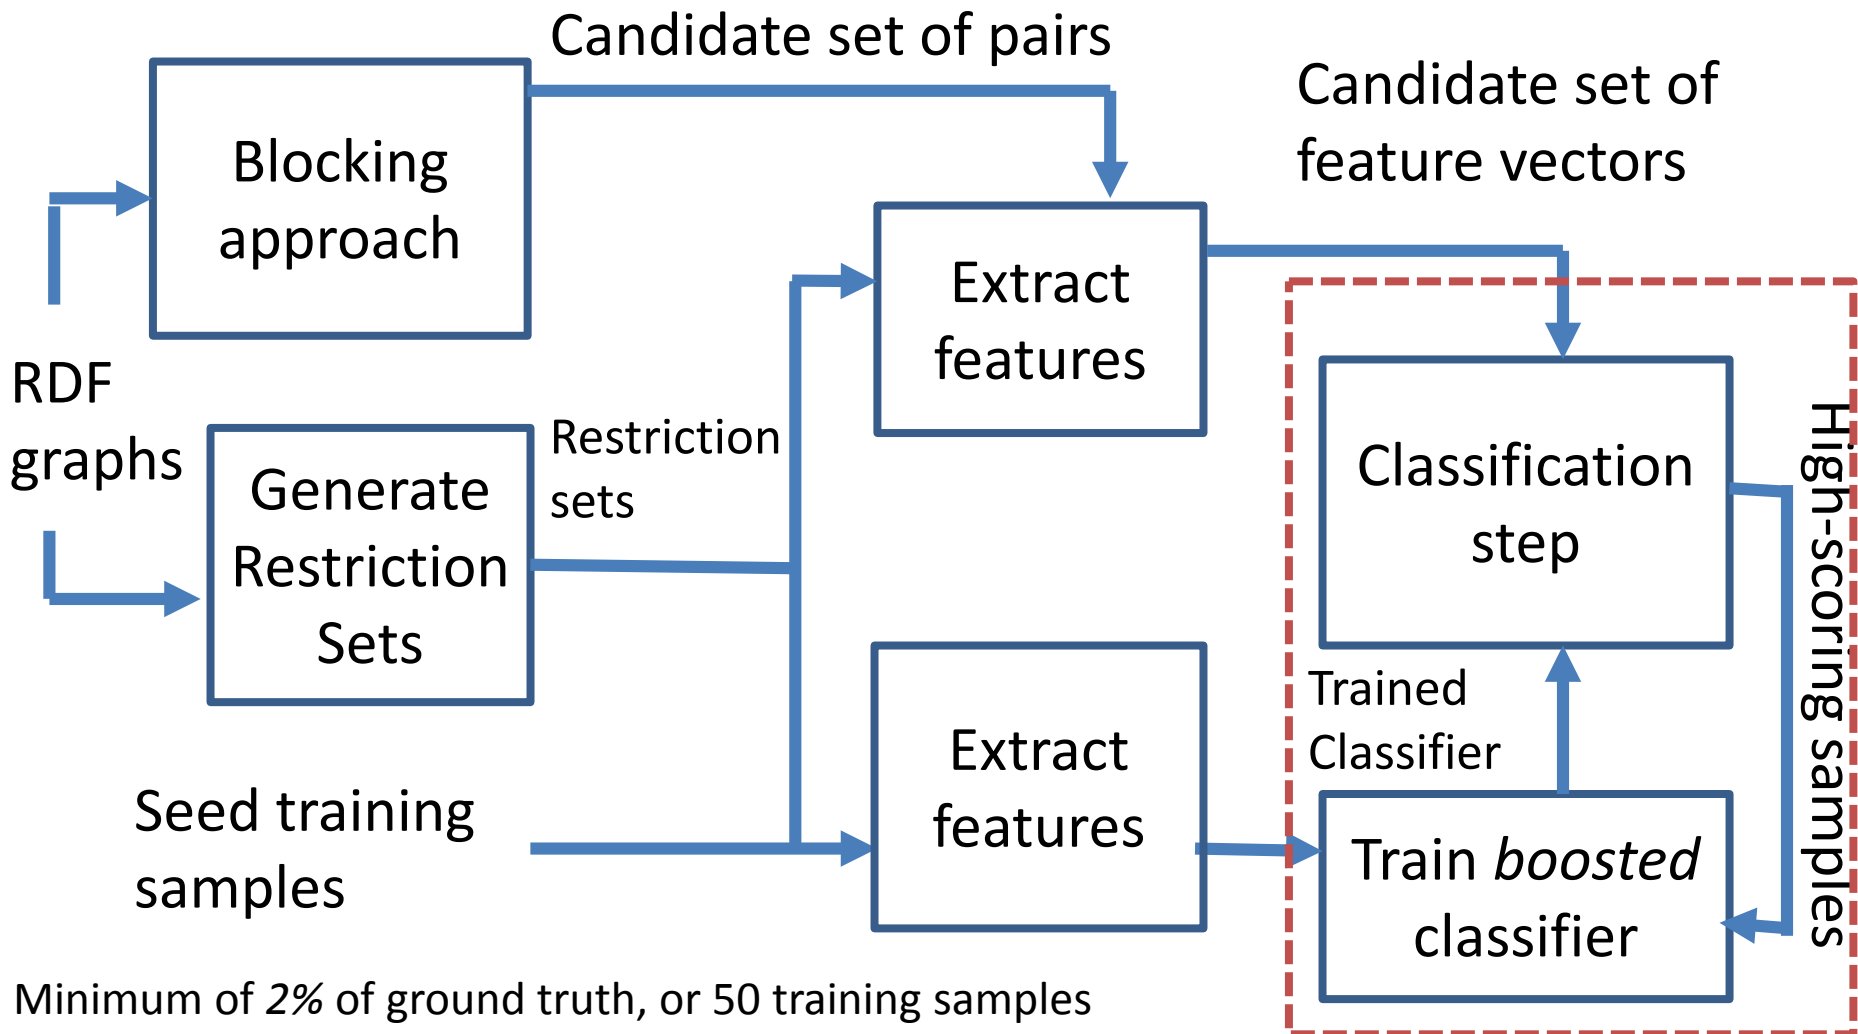 Candidate set of pairs
Candidate set of
feature vectors
Blocking
approach
Extract
features
RDF
graphs
Restriction
sets
Generate
Restriction
Sets
Classification
step
High-scoring samples
Trained
Classifier
Extract
features
Seed training
samples
Train boosted
classifier
Minimum of 2% of ground truth, or 50 training samples